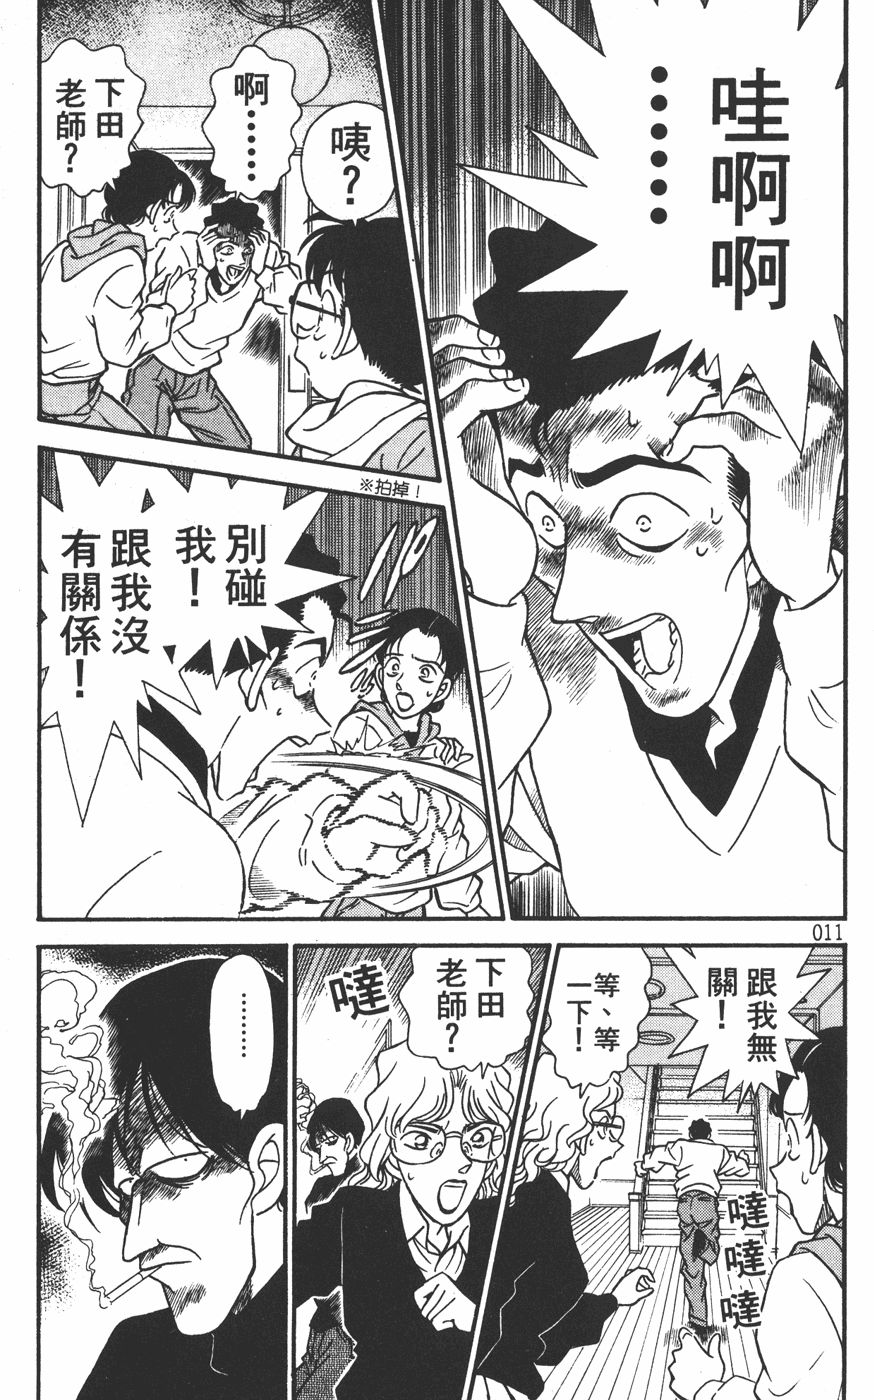 哇啊啊
……
咦？
啊……
下田
老師？
※拍掉！
別碰
我！
跟我沒
有關係！
011
跟我無
關！
等、等
一下！
噠
噠
噠
下田
老師？
噠
………